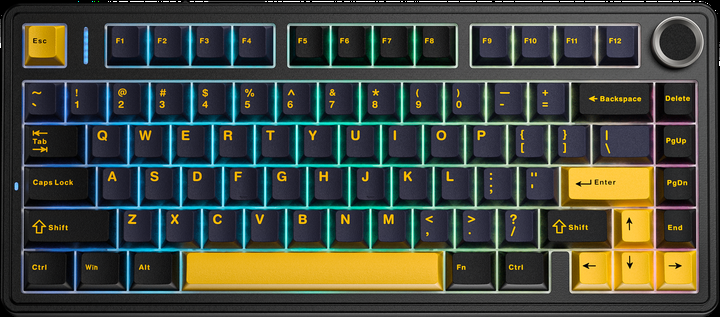 Esc F1 F2 F3 F4 F5 F6 F7 F8 F9 F10 F11 F12
~ ! @ # $ % ^ & * ( ) — +
` 1 2 3 4 5 6 7 8 9 0 - = ← Backspace Delete
Tab Q W E R T Y U I O P { } | PgUp
[ ] \
Caps Lock A S D F G H J K L : " Enter PgDn
; '
Shift Z X C V B N M < > ? Shift ↑ End
, . /
Ctrl Win Alt Fn Ctrl ← ↓ →